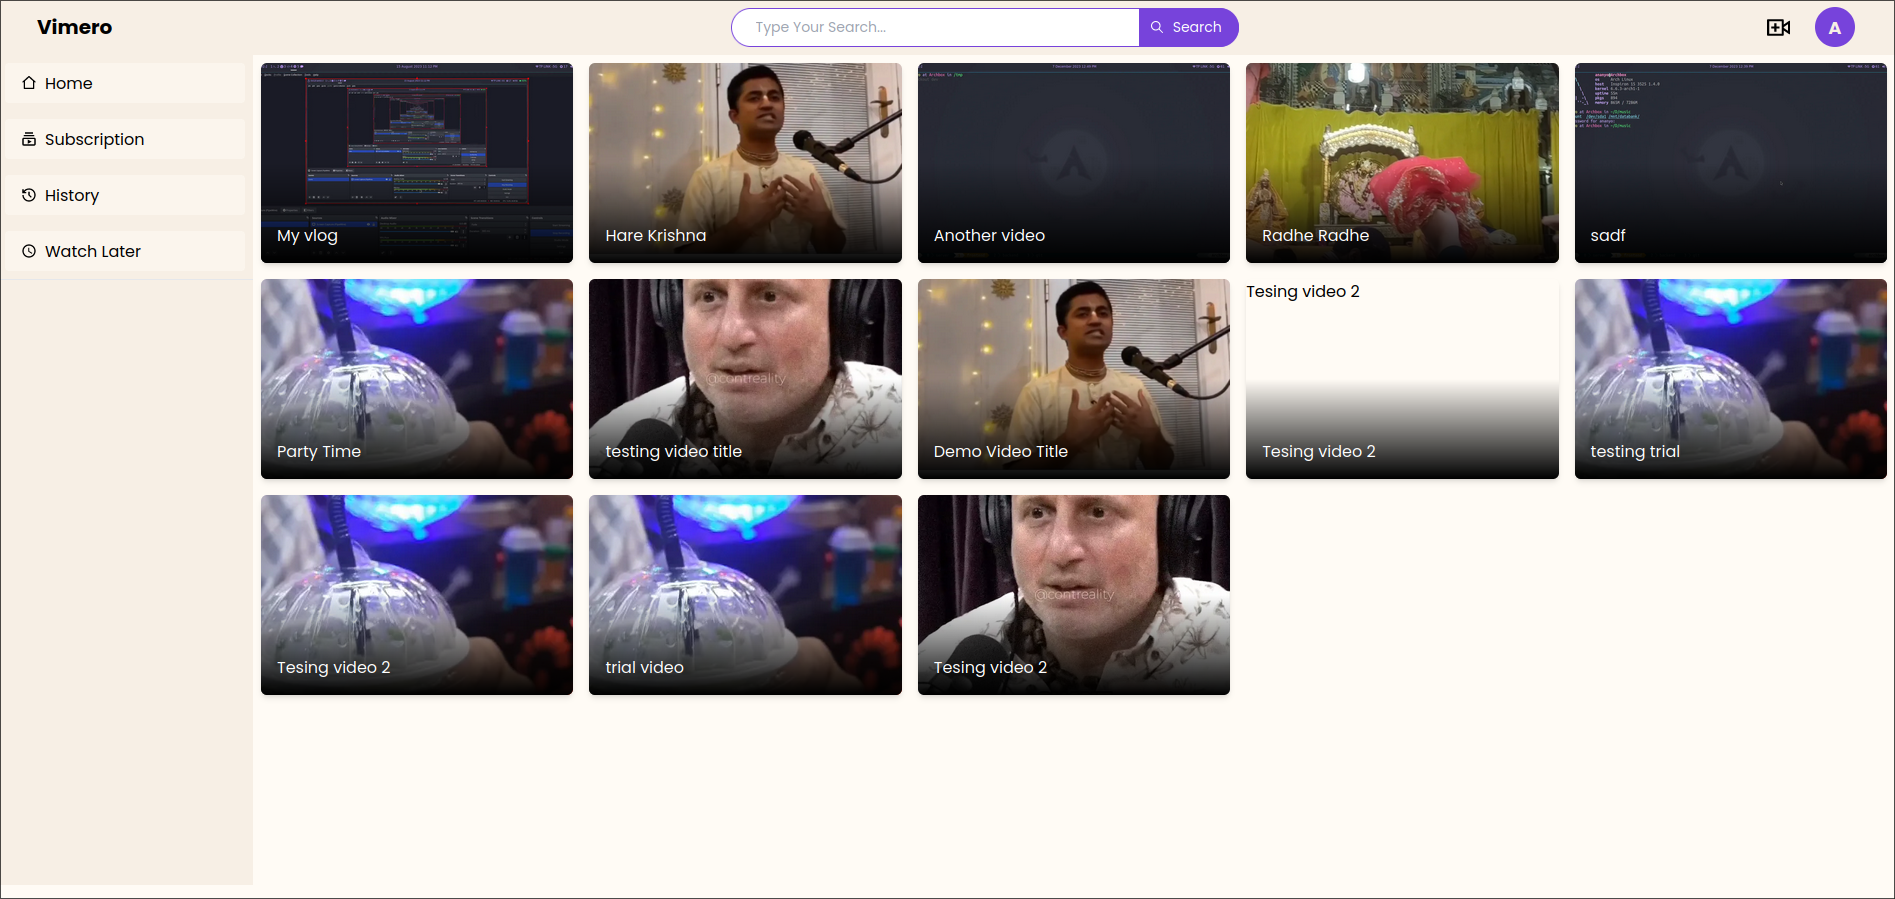 Vimero
Type Your Search...
Search
A
Home
Subscription
History
Watch Later
My vlog
Hare Krishna
Another video
Radhe Radhe
sadf
Party Time
@contreality
testing video title
Demo Video Title
Tesing video 2
Tesing video 2
testing trial
Tesing video 2
trial video
@contreality
Tesing video 2